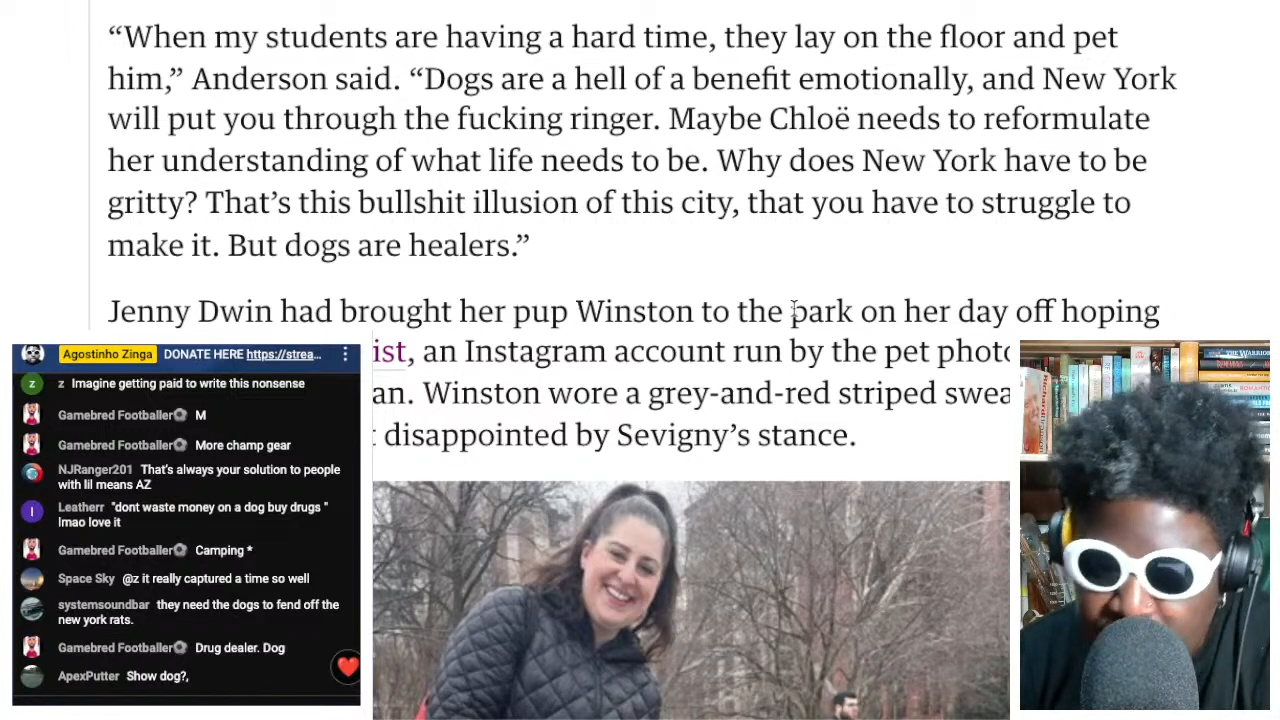 “When my students are having a hard time, they lay on the floor and pet
him,” Anderson said. “Dogs are a hell of a benefit emotionally, and New York
will put you through the fucking ringer. Maybe Chloë needs to reformulate
her understanding of what life needs to be. Why does New York have to be
gritty? That’s this bullshit illusion of this city, that you have to struggle to
make it. But dogs are healers.”
Jenny Dwin had brought her pup Winston to the park on her day off hoping
ist, an Instagram account run by the pet photo
an. Winston wore a grey-and-red striped swea
disappointed by Sevigny’s stance.
Agostinho Zinga DONATE HERE https://strea...
z z Imagine getting paid to write this nonsense
Gamebred Footballer M
Gamebred Footballer More champ gear
NJRanger201 That's always your solution to people
with lil means AZ
l Leatherr "dont waste money on a dog buy drugs "
lmao love it
Gamebred Footballer Camping *
Space Sky @z it really captured a time so well
systemsoundbar they need the dogs to fend off the
new york rats.
Gamebred Footballer Drug dealer. Dog
ApexPutter Show dog?,
THE WARRIOR